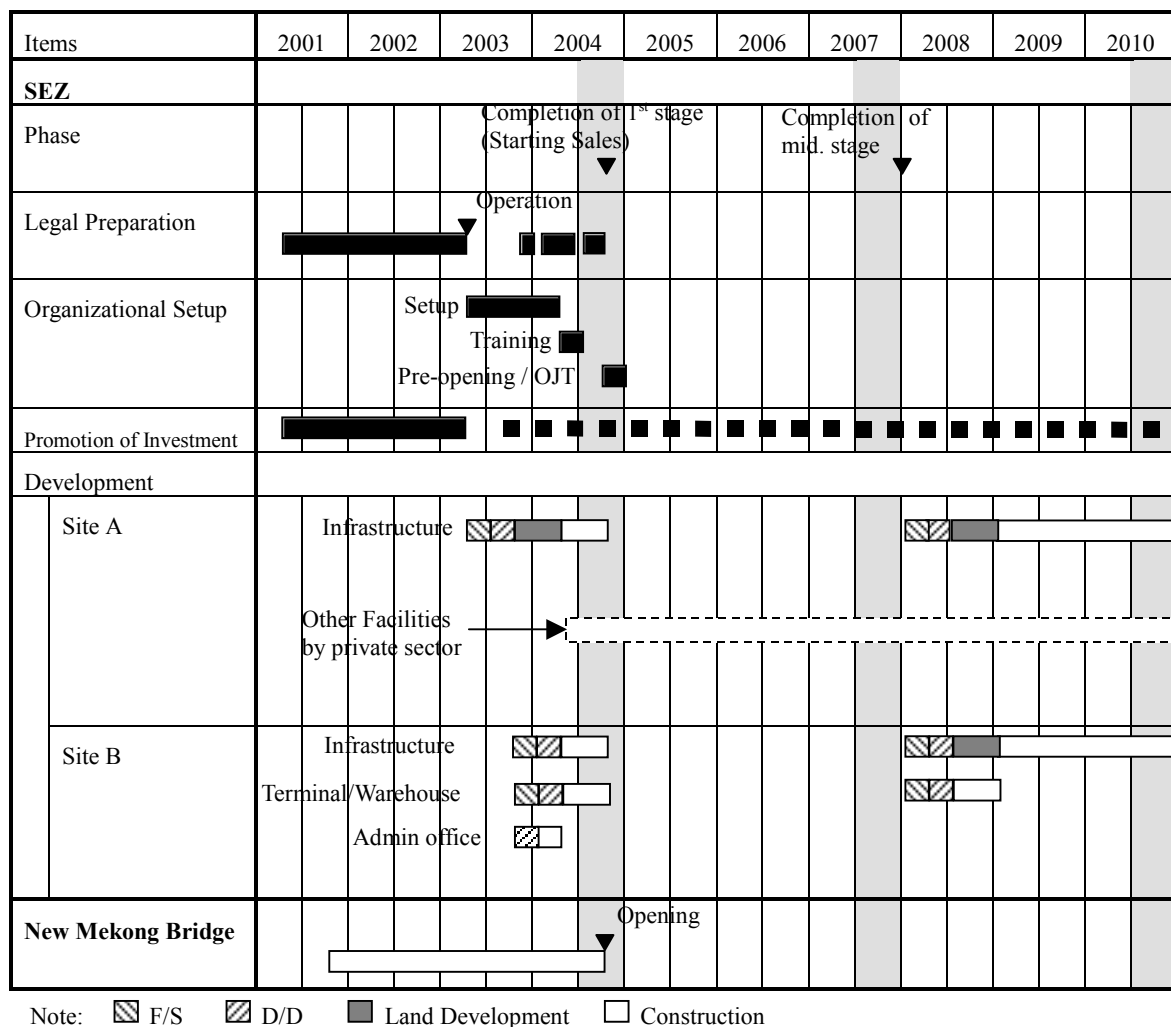 Items 2001 2002 2003 2004 2005 2006 2007 2008 2009 2010
SEZ
Phase
Completion of 1st stage
(Starting Sales)
Completion of
mid. stage
Legal Preparation
Operation
Organizational Setup
Setup
Training
Pre-opening / OJT
Promotion of Investment
Development
Site A
Infrastructure
Other Facilities
by private sector
Site B
Infrastructure
Terminal/Warehouse
Admin office
New Mekong Bridge
Opening
Note: F/S D/D Land Development Construction